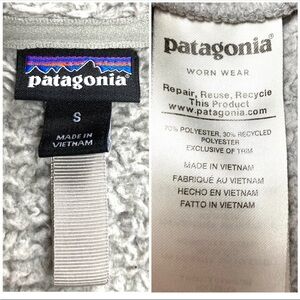 patagonia®
S
MADE IN
VIETNAM
patagonia®
WORN WEAR
Repair, Reuse, Recycle
This Product
www.patagonia.com
70% POLYESTER, 30% RECYCLED
POLYESTER
EXCLUSIVE OF TRIM
MADE IN VIETNAM
FABRIQUÉ AU VIETNAM
HECHO EN VIETNAM
FATTO IN VIETNAM